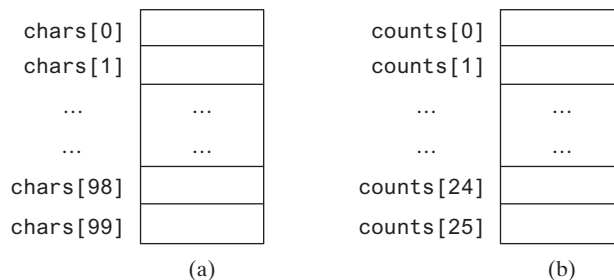 chars[0]
chars[1]
... ...
... ...
chars[98]
chars[99]
(a)
counts[0]
counts[1]
... ...
... ...
counts[24]
counts[25]
(b)